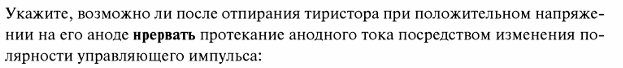 Укажите, возможно ли после отпирания тиристора при положительном напряже-
нии на его аноде нрервать протекание анодного тока посредством изменения по-
лярности управляющего импульса: